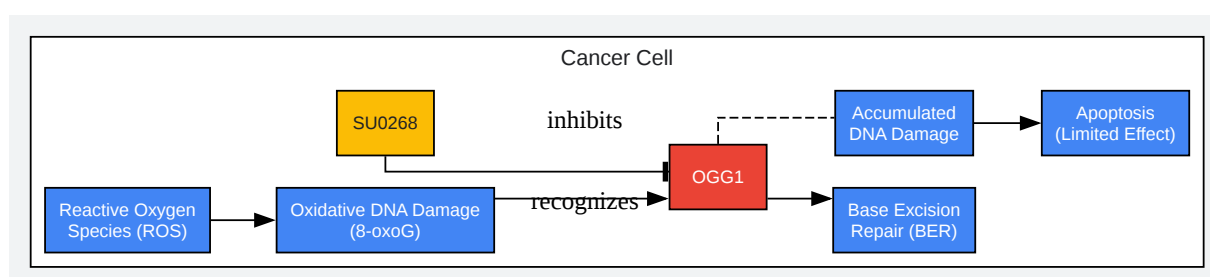 Cancer Cell
SU0268
inhibits
Accumulated
DNA Damage
Apoptosis
(Limited Effect)
OGG1
Reactive Oxygen
Species (ROS)
Oxidative DNA Damage
(8-oxoG)
recognizes
Base Excision
Repair (BER)